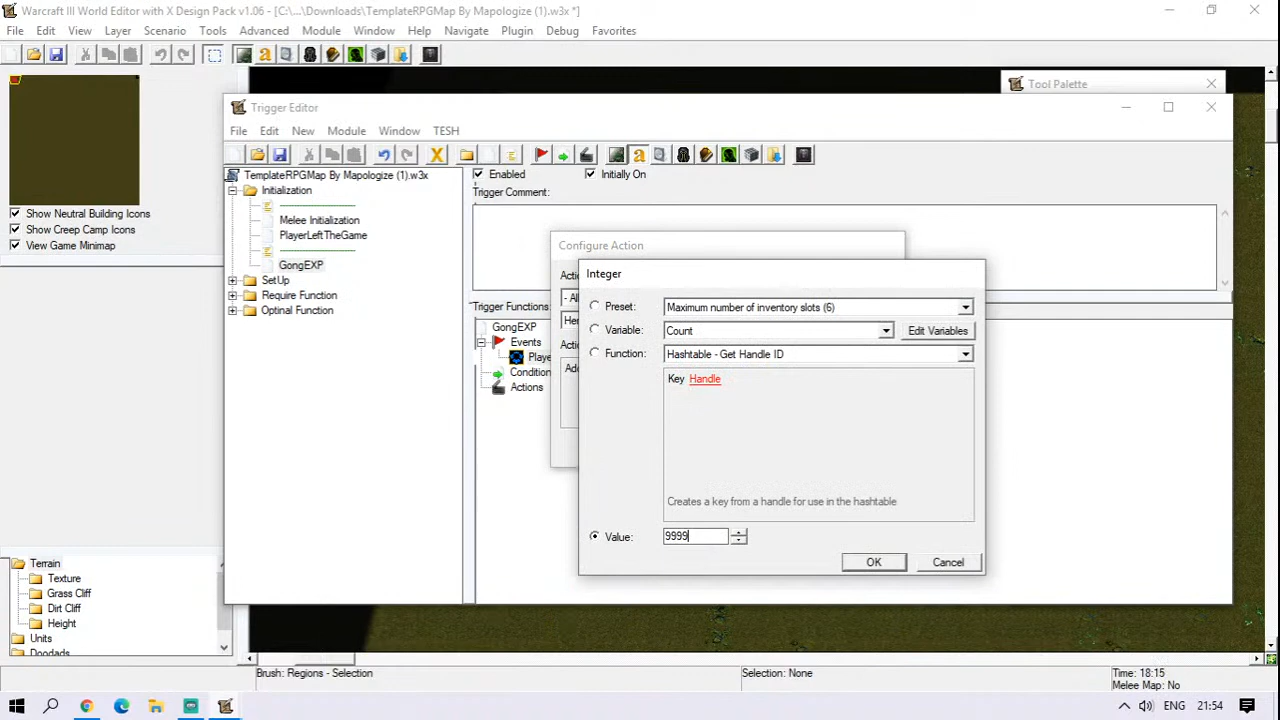 Warcraft III World Editor with X Design Pack v1.06 - [C:\...\Downloads\TemplateRPGMap By Mapologize (1).w3x *]
File Edit View Layer Scenario Tools Advanced Module Window Help Navigate Plugin Debug Favorites
Tool Palette
Trigger Editor
File Edit New Module Window TESH
TemplateRPGMap By Mapologize (1).w3x
Initialization
Melee Initialization
PlayerLeftTheGame
GongEXP
SetUp
Require Function
Optinal Function
Show Neutral Building Icons
Show Creep Camp Icons
View Game Minimap
Enabled Initially On
Trigger Comment:
Trigger Functions:
GongEXP
Events
Playe
Condition
Actions
Configure Action
Integer
Preset: Maximum number of inventory slots (6)
Variable: Count Edit Variables
Function: Hashtable - Get Handle ID
Key Handle
Creates a key from a handle for use in the hashtable
Value: 9999
OK Cancel
Terrain
Texture
Grass Cliff
Dirt Cliff
Height
Units
Doodads
Brush: Regions - Selection
Selection: None
Time: 18:15
Melee Map: No
ENG 21:54